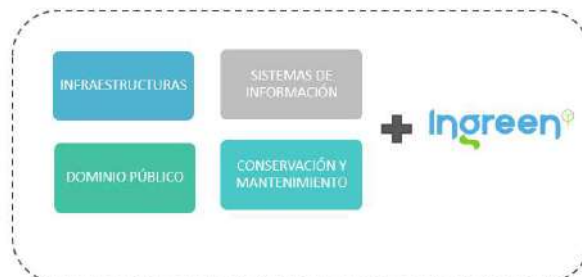 INFRAESTRUCTURAS
SISTEMAS DE
INFORMACIÓN
DOMINIO PÚBLICO
CONSERVACIÓN Y
MANTENIMIENTO
+ Ingreen